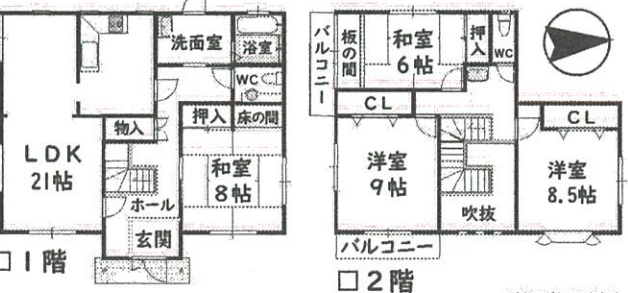 洗面室
浴室
WC
物入
押入
床の間
LDK
21帖
和室
8帖
ホール
玄関
□1階
バルコニー
板の間
和室
6帖
押入
WC
CL
CL
洋室
9帖
洋室
8.5帖
吹抜
バルコニー
□2階